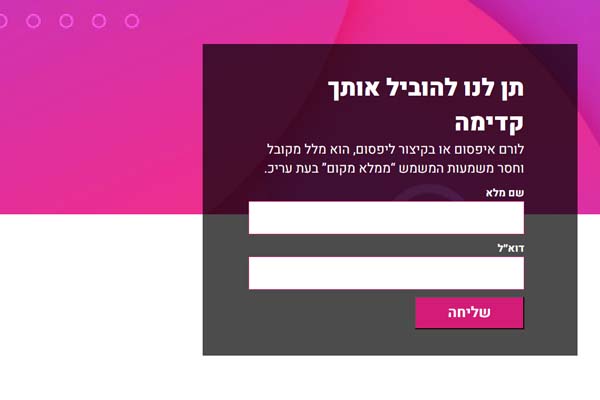 תן לנו להוביל אותך
קדימה
לורם איפסום או בקיצור ליפסום, הוא מלל מקובל
וחסר משמעות המשמש “ממלא מקום” בעת עריכ.
שם מלא
דוא”ל
שליחה